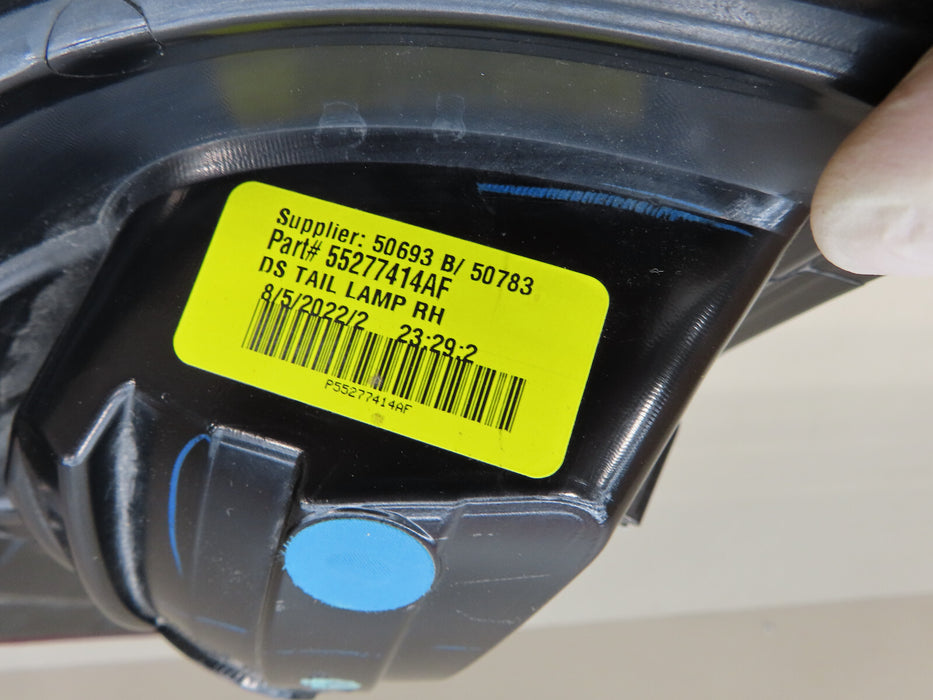 Supplier: 50693 B/ 50783
Part# 55277414AF
DS TAIL LAMP RH
8/5/2022/2 23:29:2
P55277414AF